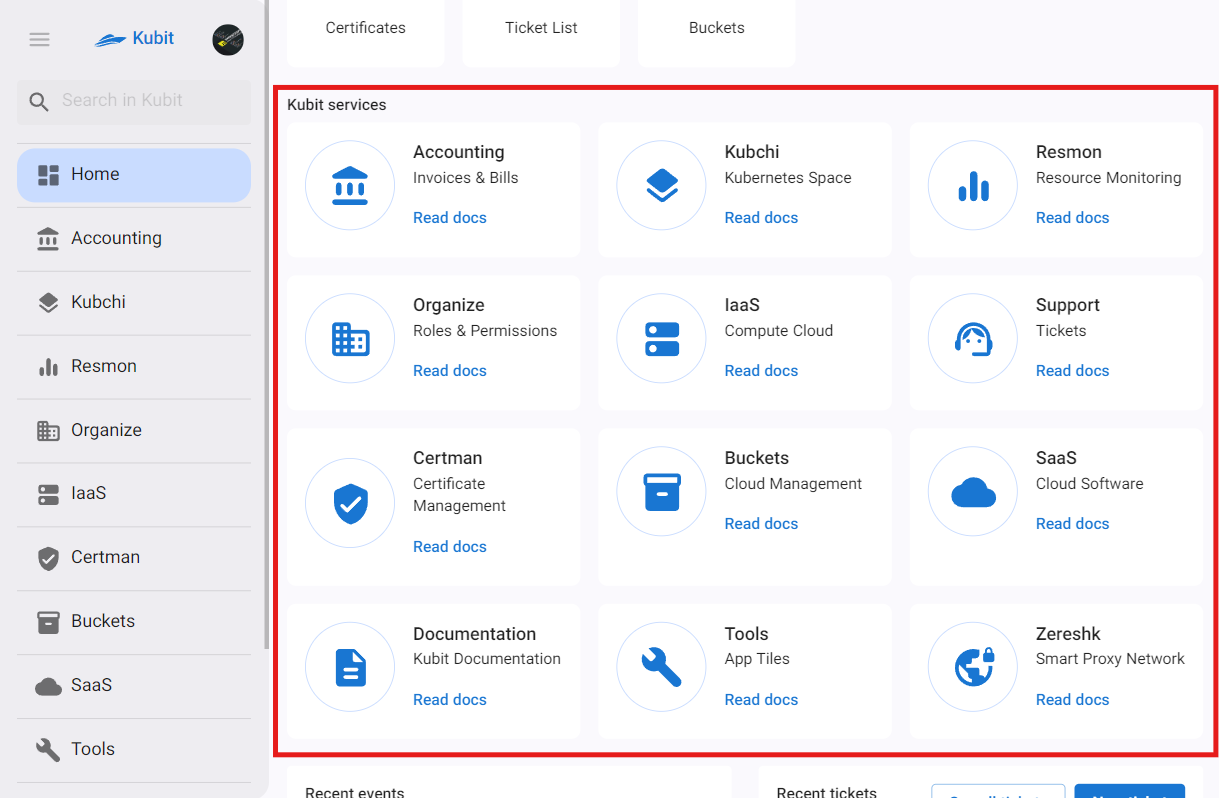 Kubit
Search in Kubit
Home
Accounting
Kubchi
Resmon
Organize
IaaS
Certman
Buckets
SaaS
Tools
Certificates
Ticket List
Buckets
Kubit services
Accounting
Invoices & Bills
Read docs
Kubchi
Kubernetes Space
Read docs
Resmon
Resource Monitoring
Read docs
Organize
Roles & Permissions
Read docs
IaaS
Compute Cloud
Read docs
Support
Tickets
Read docs
Certman
Certificate
Management
Read docs
Buckets
Cloud Management
Read docs
SaaS
Cloud Software
Read docs
Documentation
Kubit Documentation
Read docs
Tools
App Tiles
Read docs
Zereshk
Smart Proxy Network
Read docs
Recent events
Recent tickets